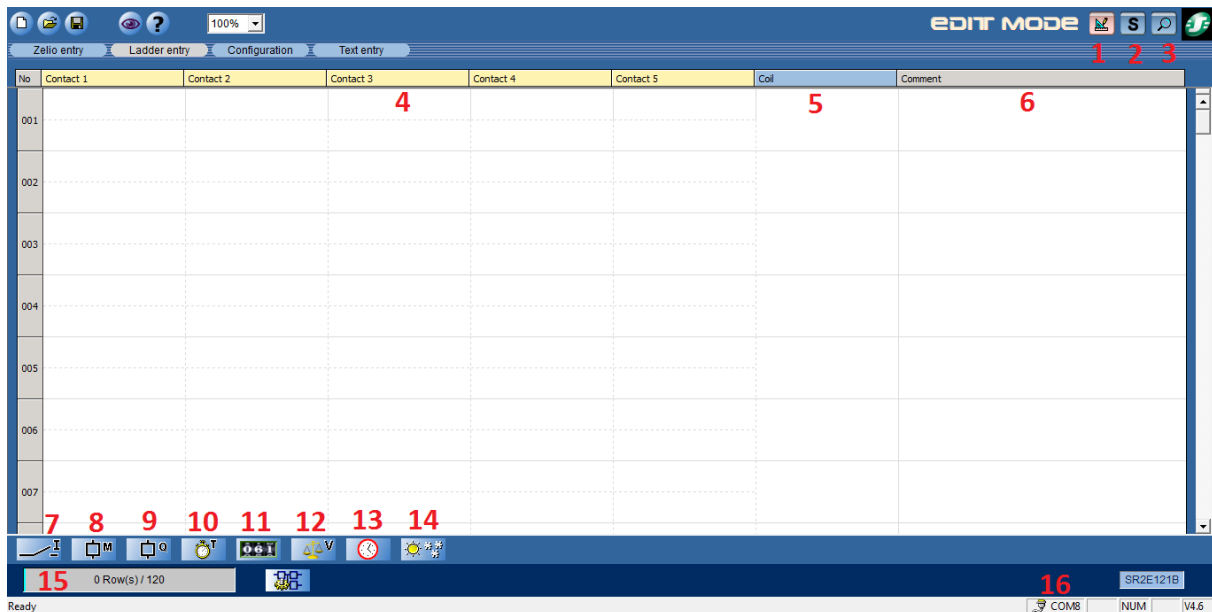 100%
EDIT MODE
S
1 2 3
Zelio entry Ladder entry Configuration Text entry
No Contact 1 Contact 2 Contact 3 Contact 4 Contact 5 Coil Comment
4 5 6
001
002
003
004
005
006
007
7 8 9 10 11 12 13 14
I M Q T 061 V
15 0 Row(s) / 120 16 SR2E121B
Ready COM8 NUM V4.6